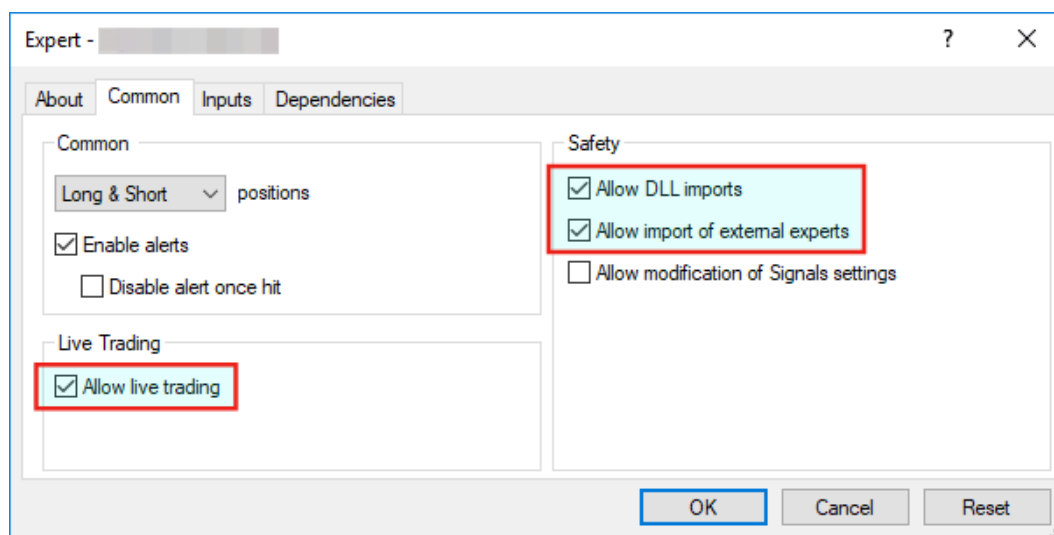 Expert -
?
About Common Inputs Dependencies
Common
Long & Short positions
Enable alerts
Disable alert once hit
Live Trading
Allow live trading
Safety
Allow DLL imports
Allow import of external experts
Allow modification of Signals settings
OK Cancel Reset